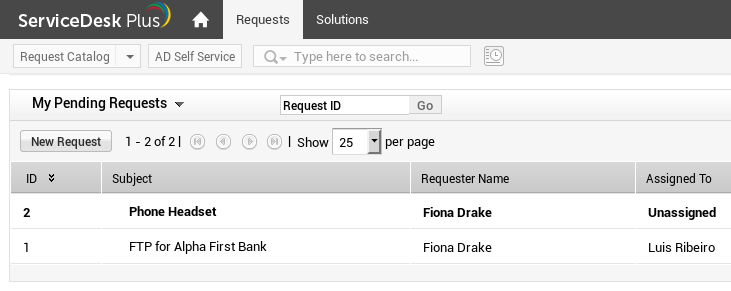 ServiceDesk Plus Requests Solutions
Request Catalog AD Self Service Type here to search...
My Pending Requests Request ID Go
New Request 1 - 2 of 2 | | Show 25 per page
ID Subject Requester Name Assigned To
2 Phone Headset Fiona Drake Unassigned
1 FTP for Alpha First Bank Fiona Drake Luis Ribeiro